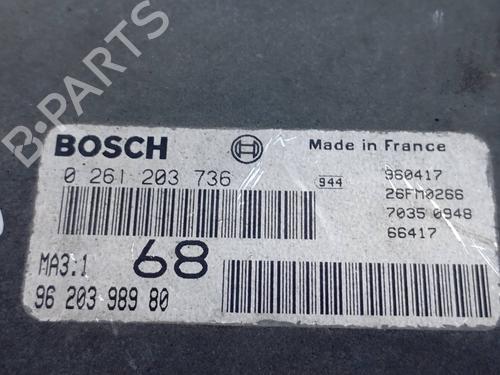 B-PARTS
BOSCH
Made in France
0 261 203 736
944
960417
26FM0266
7035 0948
66417
MA3.1
68
96 203 989 80